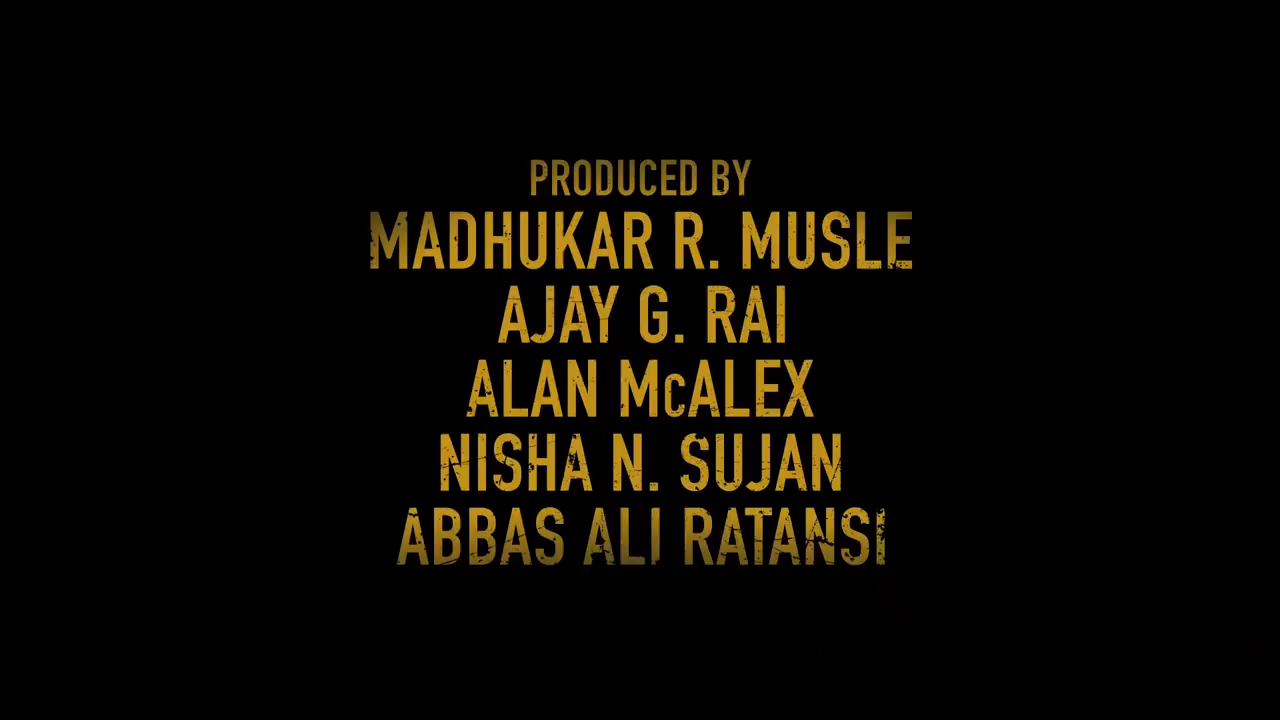 PRODUCED BY
MADHUKAR R. MUSLE
AJAY G. RAI
ALAN McALEX
NISHA N. SUJAN
ABBAS ALI RATANSI